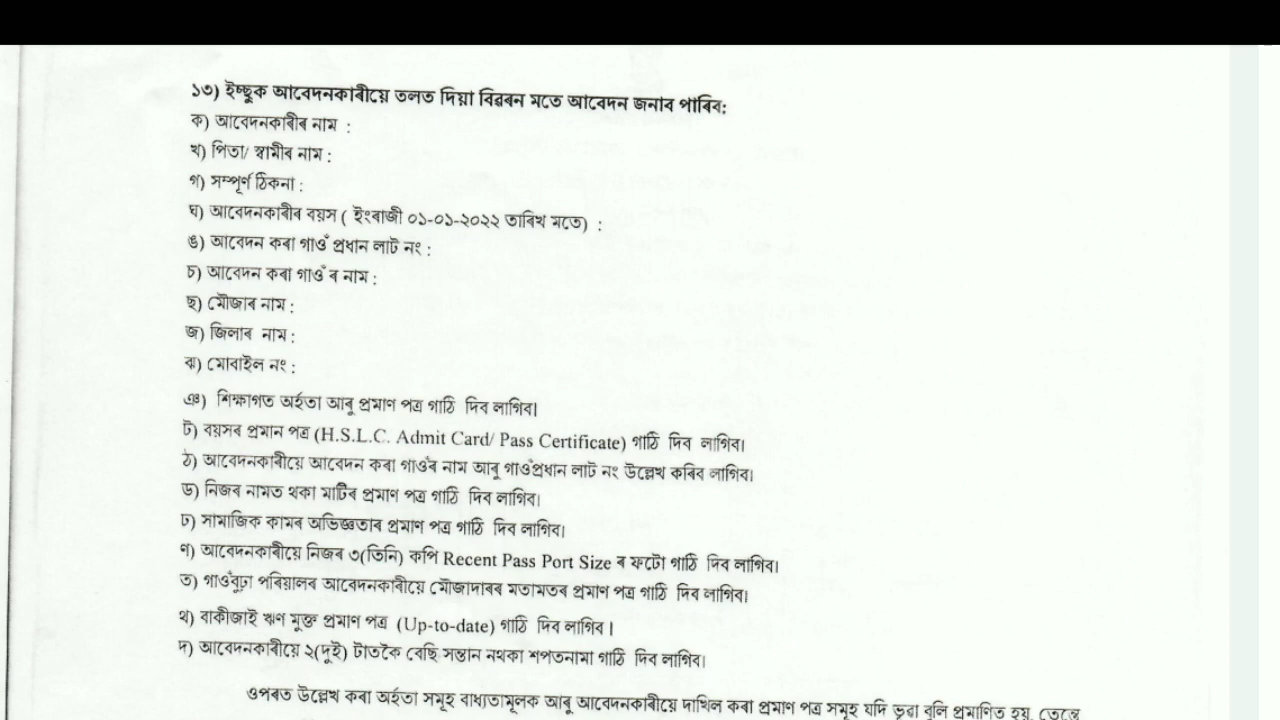 ১৩) ইচ্ছুক আবেদনকাৰীয়ে তলত দিয়া বিৱৰন মতে আবেদন জনাব পাৰিব:
ক) আবেদনকাৰীৰ নাম :
খ) পিতা/ স্বামীৰ নাম :
গ) সম্পূৰ্ণ ঠিকনা :
ঘ) আবেদনকাৰীৰ বয়স ( ইংৰাজী ০১-০১-২০২২ তাৰিখ মতে) :
ঙ) আবেদন কৰা গাওঁ প্ৰধান লাট নং :
চ) আবেদন কৰা গাওঁ ৰ নাম :
ছ) মৌজাৰ নাম :
জ) জিলাৰ নাম :
ঝ) মোবাইল নং :
ঞ) শিক্ষাগত অৰ্হতা আৰু প্ৰমাণ পত্ৰ গাঠি দিব লাগিব।
ট) বয়সৰ প্ৰমান পত্ৰ (H.S.L.C. Admit Card/ Pass Certificate) গাঠি দিব লাগিব।
ঠ) আবেদনকাৰীয়ে আবেদন কৰা গাওঁৰ নাম আৰু গাওঁপ্ৰধান লাট নং উল্লেখ কৰিব লাগিব।
ড) নিজৰ নামত থকা মাটিৰ প্ৰমাণ পত্ৰ গাঠি দিব লাগিব।
ঢ) সামাজিক কামৰ অভিজ্ঞতাৰ প্ৰমাণ পত্ৰ গাঠি দিব লাগিব।
ণ) আবেদনকাৰীয়ে নিজৰ ৩(তিনি) কপি Recent Pass Port Size ৰ ফটো গাঠি দিব লাগিব।
ত) গাওঁবুঢ়া পৰিয়ালৰ আবেদনকাৰীয়ে মৌজাদাৰৰ মতামতৰ প্ৰমাণ পত্ৰ গাঠি দিব লাগিব।
থ) বাকীজাই ঋণ মুক্ত প্ৰমাণ পত্ৰ (Up-to-date) গাঠি দিব লাগিব ।
দ) আবেদনকাৰীয়ে ২(দুই) টাতকৈ বেছি সন্তান নথকা শপতনামা গাঠি দিব লাগিব।
ওপৰত উল্লেখ কৰা অৰ্হতা সমূহ বাধ্যতামূলক আৰু আবেদনকাৰীয়ে দাখিল কৰা প্ৰমাণ পত্ৰ সমূহ যদি ভূৱা বুলি প্ৰমাণিত হয়, তেন্তে